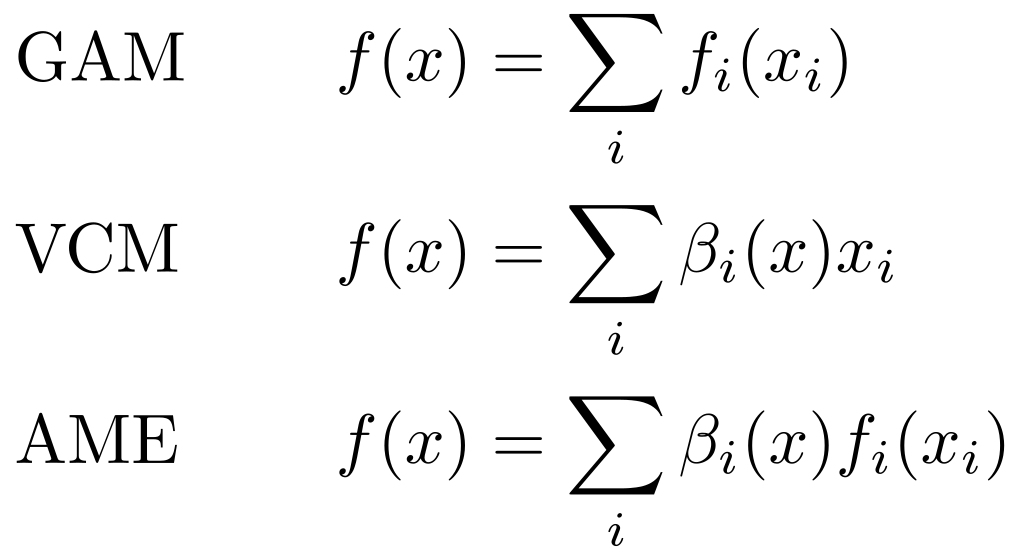 GAM f(x) = ∑_i f_i(x_i)
VCM f(x) = ∑_i β_i(x)x_i
AME f(x) = ∑_i β_i(x)f_i(x_i)